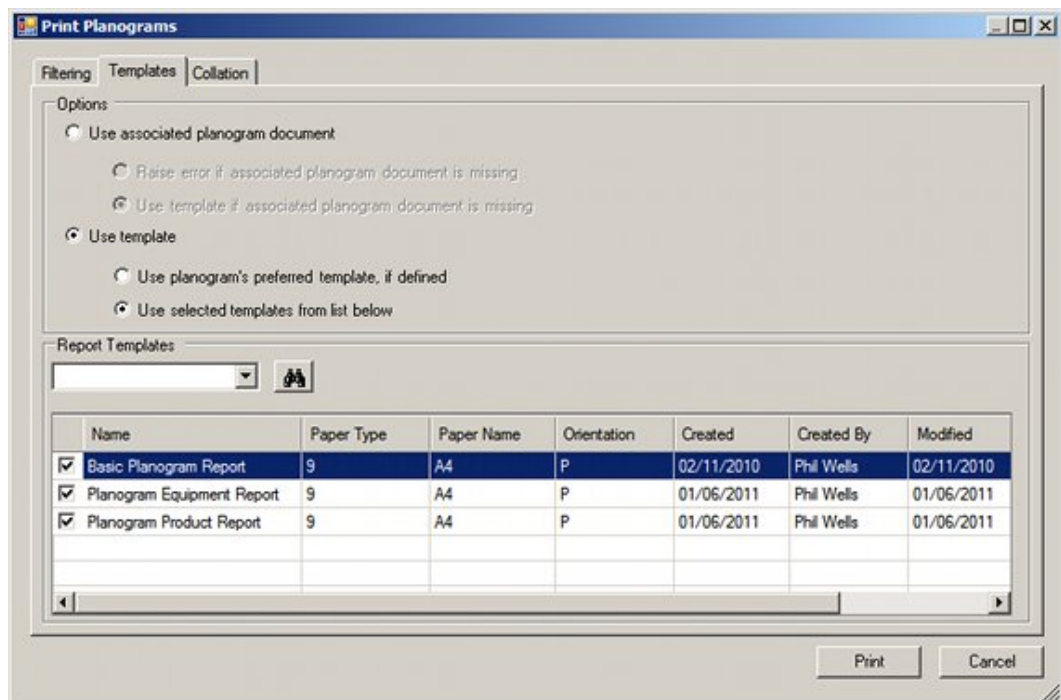 Print Planograms
Filtering Templates Collation
Options
Use associated planogram document
Raise error if associated planogram document is missing
Use template if associated planogram document is missing
Use template
Use planogram's preferred template, if defined
Use selected templates from list below
Report Templates
Name Paper Type Paper Name Orientation Created Created By Modified
Basic Planogram Report 9 A4 P 02/11/2010 Phil Wells 02/11/2010
Planogram Equipment Report 9 A4 P 01/06/2011 Phil Wells 01/06/2011
Planogram Product Report 9 A4 P 01/06/2011 Phil Wells 01/06/2011
Print Cancel